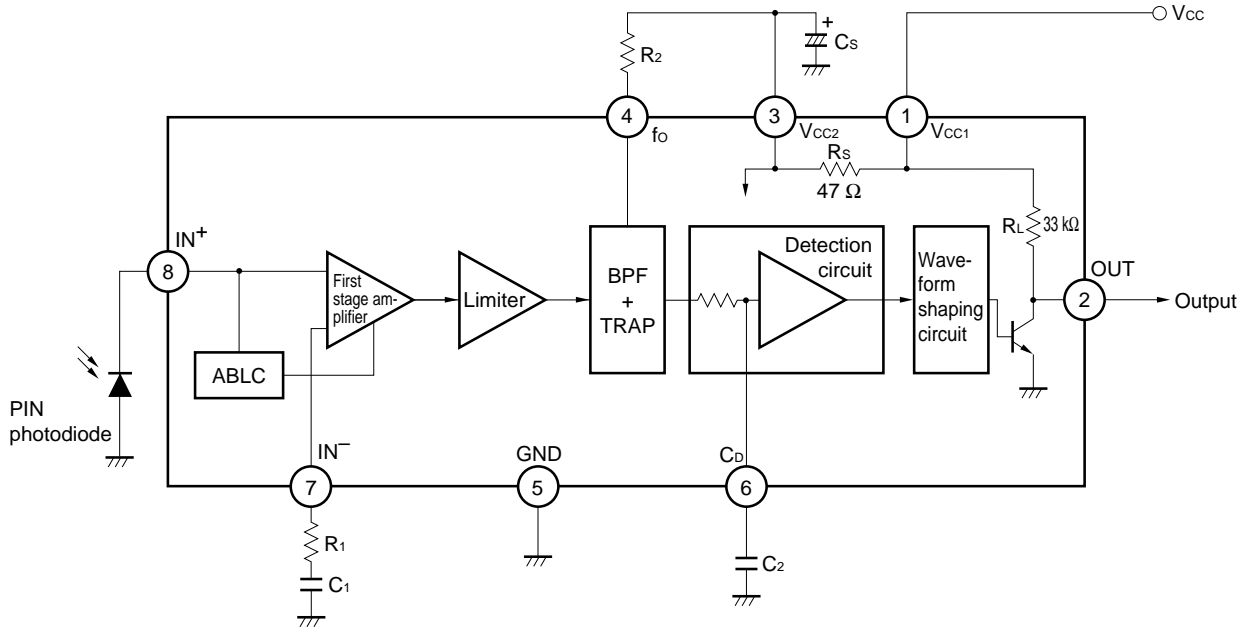 VCC
+
CS
R2
4
fO
3
VCC2
1
VCC1
RS
47 Ω
RL
33 kΩ
IN+
8
First
stage am-
plifier
Limiter
BPF
+
TRAP
Detection
circuit
Wave-
form
shaping
circuit
OUT
2
Output
ABLC
PIN
photodiode
IN−
7
GND
5
CD
6
R1
C1
C2